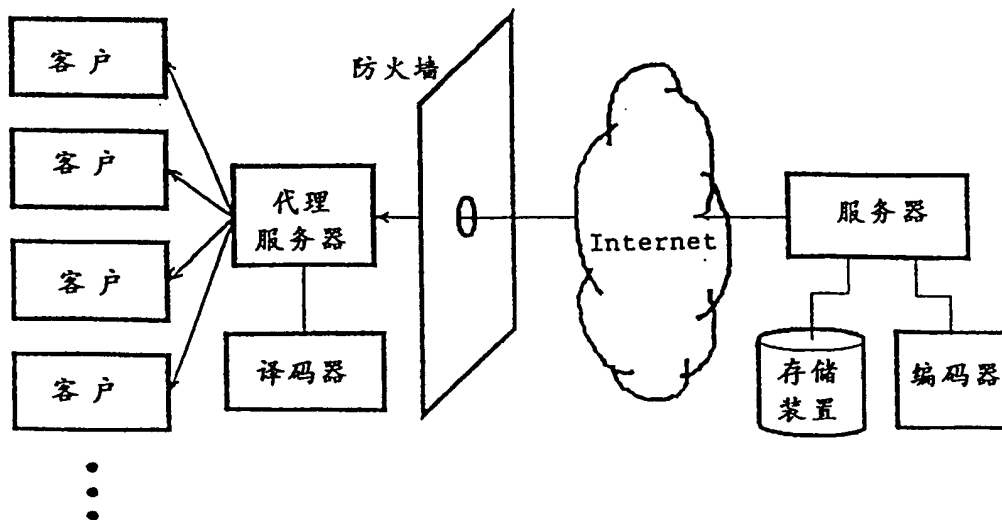 客户
防火墙
客户
代理
服务器
服务器
Internet
客户
译码器
存储
装置
编码器
客户